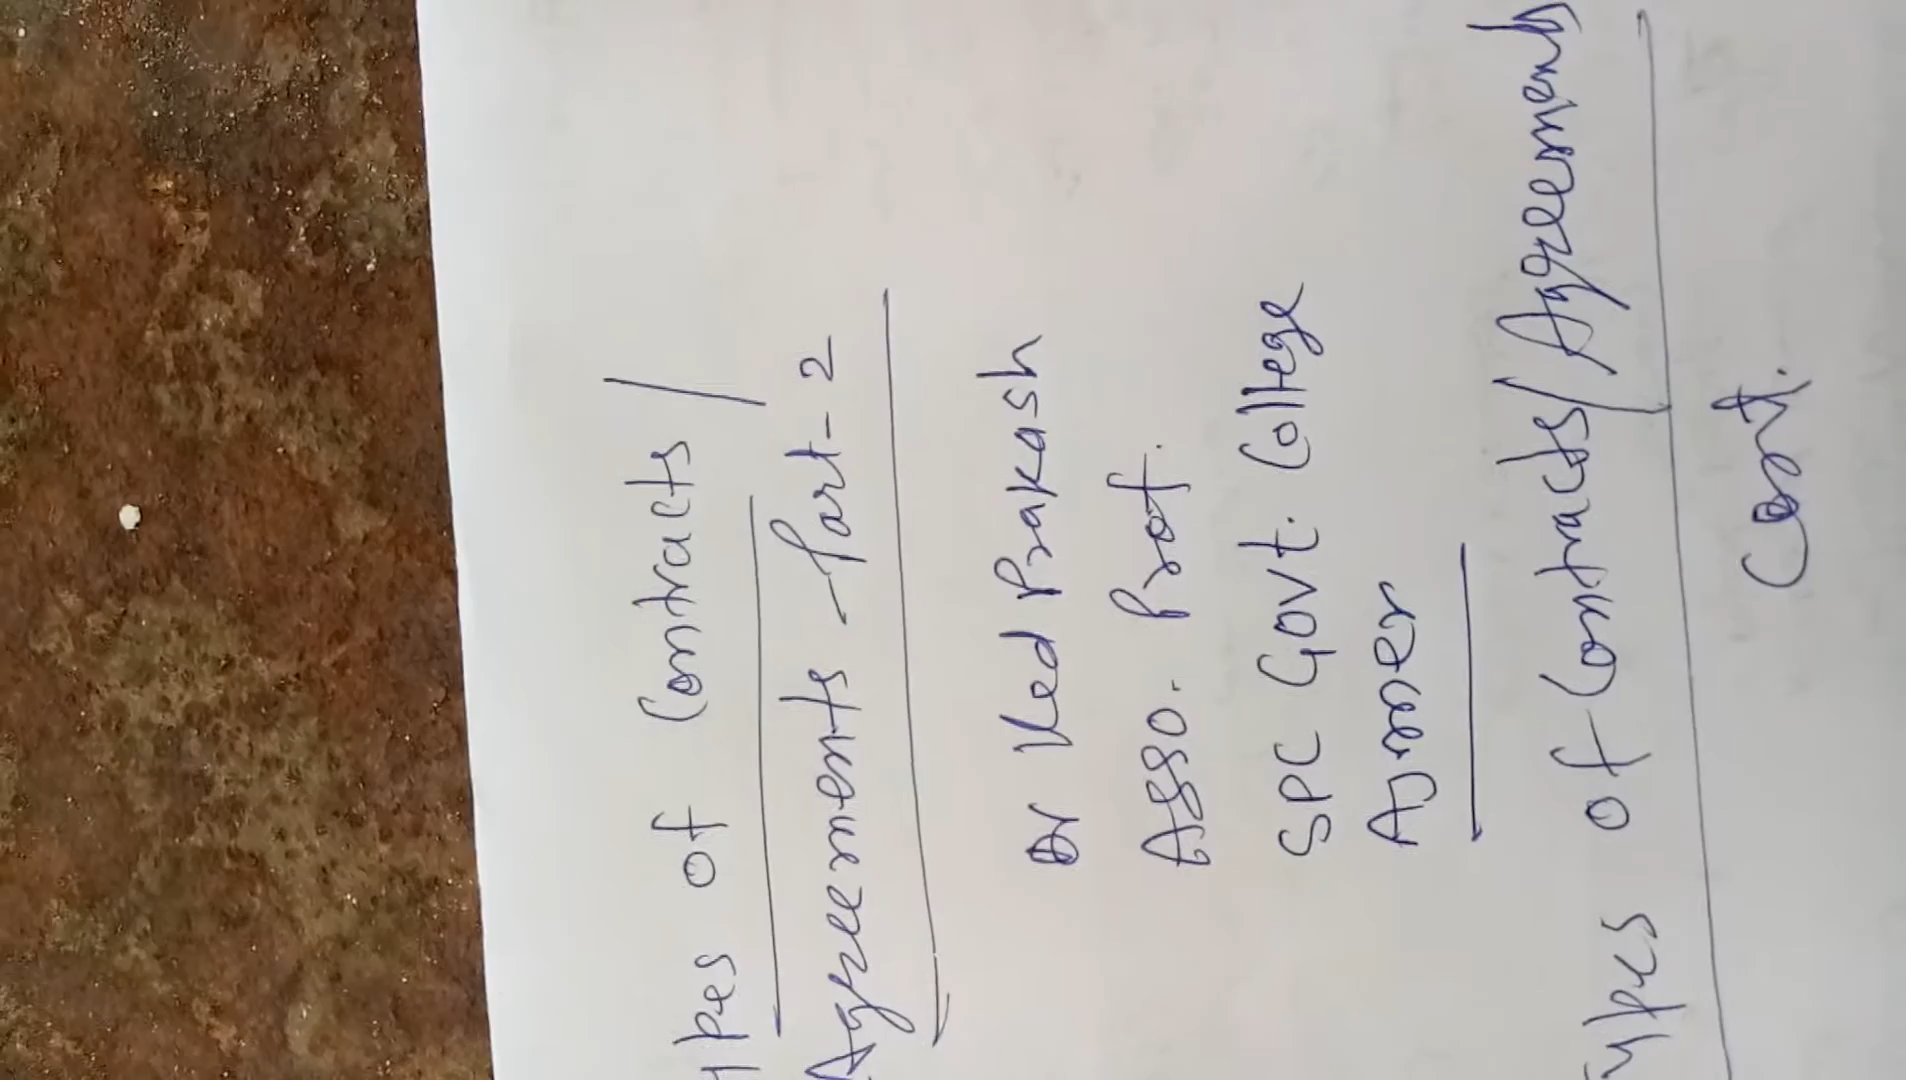 ypes of Contracts /
Agreements - Part-2
Dr Ved Prakash
Asso. Prof.
SPC Govt. College
Ajmer
Types of Contracts/Agreements
Cont.